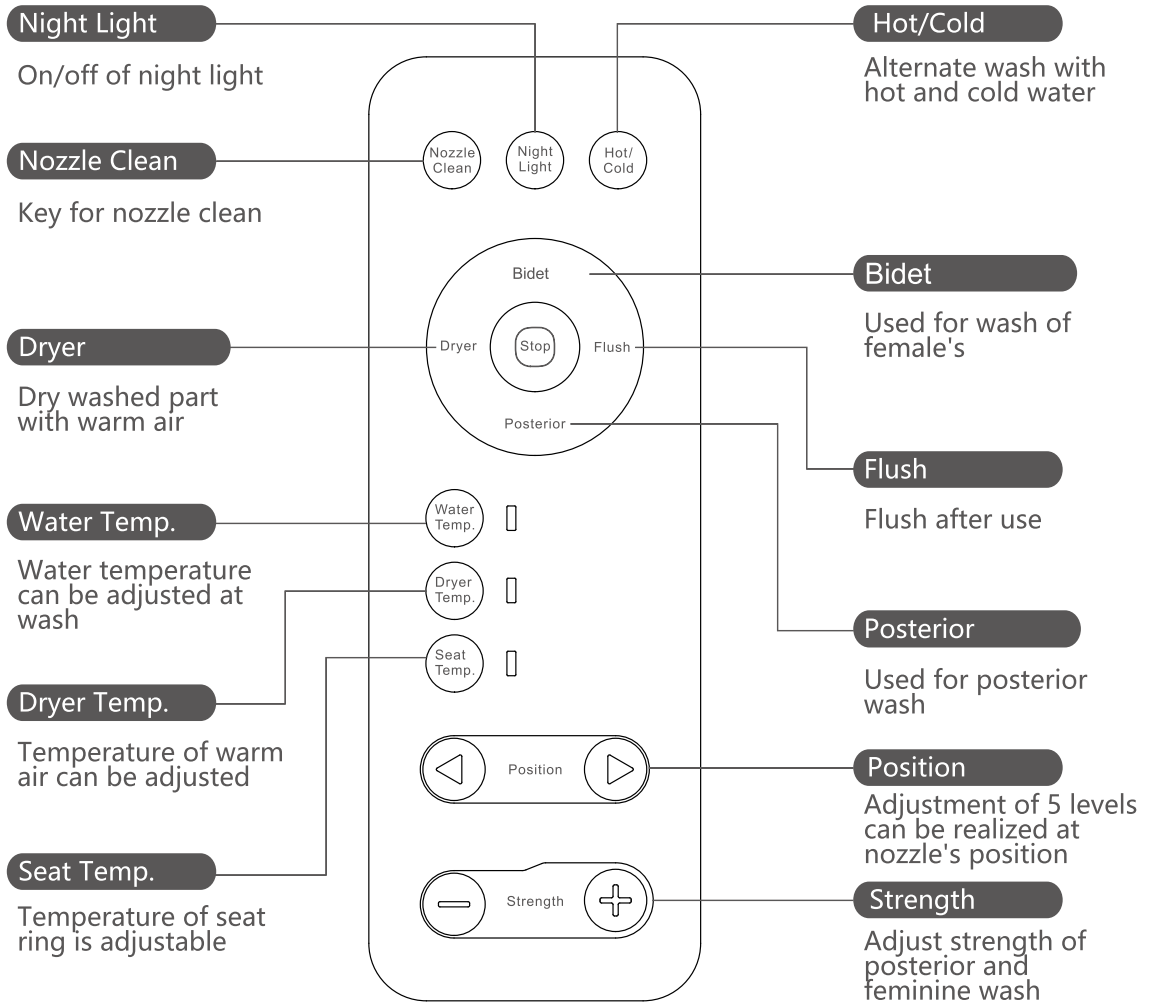 Night Light
On/off of night light
Nozzle Clean
Key for nozzle clean
Dryer
Dry washed part
with warm air
Water Temp.
Water temperature
can be adjusted at
wash
Dryer Temp.
Temperature of warm
air can be adjusted
Seat Temp.
Temperature of seat
ring is adjustable
Nozzle
Clean
Night
Light
Hot/
Cold
Bidet
Dryer
Stop
Flush
Posterior
Water
Temp.
Dryer
Temp.
Seat
Temp.
Position
Strength
Hot/Cold
Alternate wash with
hot and cold water
Bidet
Used for wash of
female's
Flush
Flush after use
Posterior
Used for posterior
wash
Position
Adjustment of 5 levels
can be realized at
nozzle's position
Strength
Adjust strength of
posterior and
feminine wash